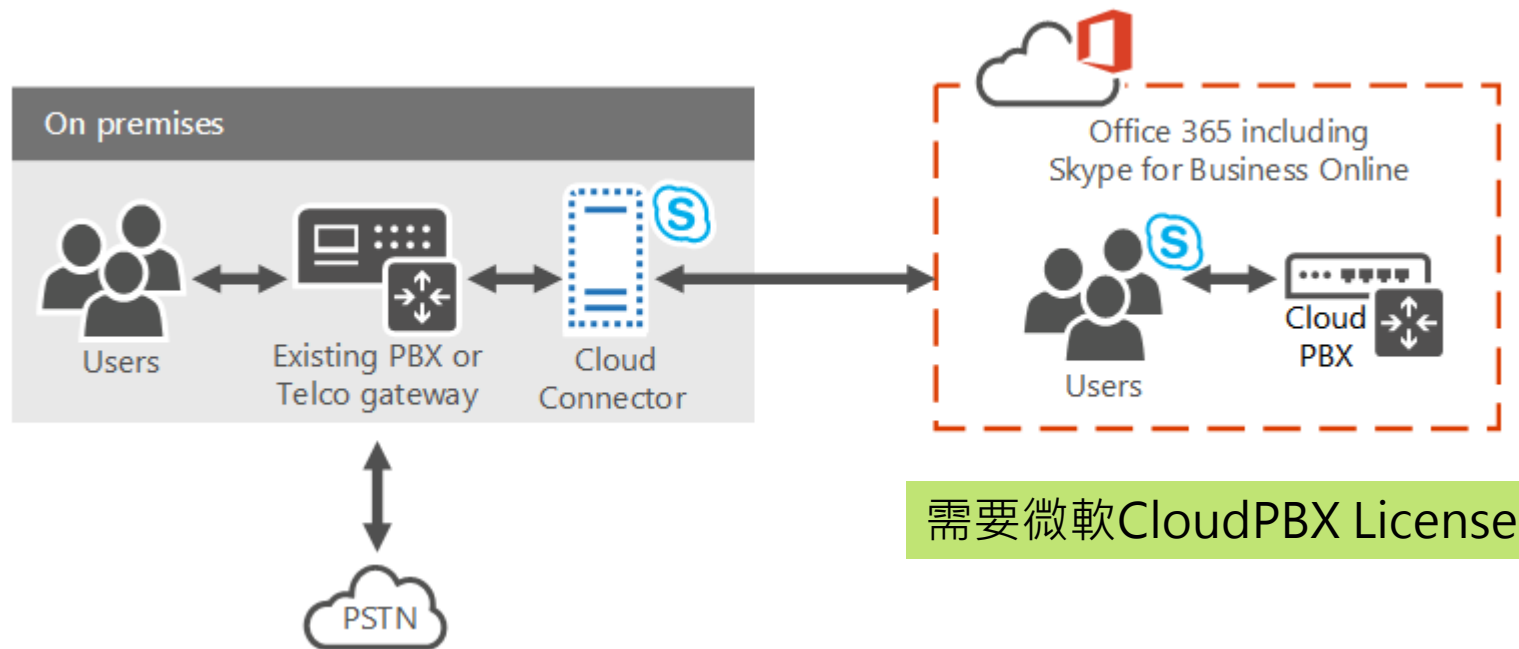 On premises
Users
Existing PBX or
Telco gateway
Cloud
Connector
S
PSTN
Office 365 including
Skype for Business Online
S
Users
Cloud
PBX
需要微軟CloudPBX License